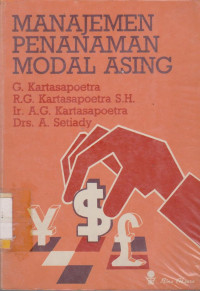 MANAJEMEN
PENANAMAN
MODAL ASING
G. Kartasapoetra
R.G. Kartasapoetra S.H.
Ir. A.G. Kartasapoetra
Drs. A. Setiady
¥ $ £